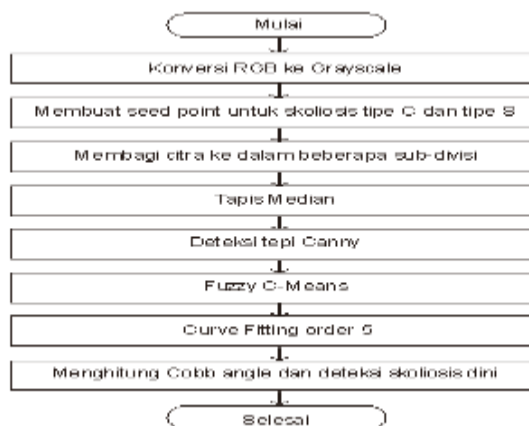 Mulai
Konversi RGB ke Grayscale
Membuat seed point untuk skoliosis tipe C dan tipe S
Membagi citra ke dalam beberapa sub-divisi
Tapis Median
Deteksi tepi Canny
Fuzzy C-Means
Curve Fitting order 5
Menghitung Cobb angle dan deteksi skoliosis dini
Selesai